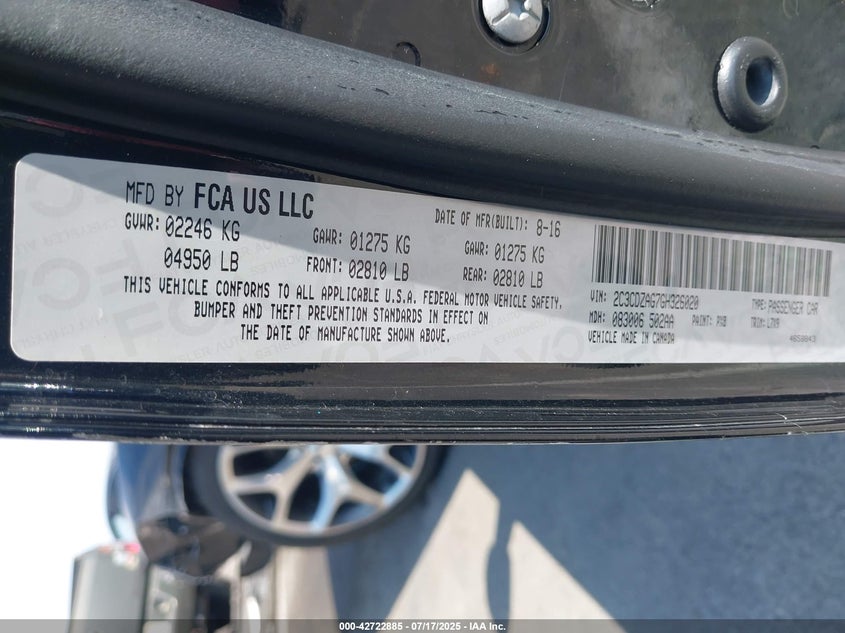 MFD BY FCA US LLC
DATE OF MFR(BUILT): 8-16
GVWR: 02246 KG
GAWR: 01275 KG
GAWR: 01275 KG
04950 LB
FRONT: 02810 LB
REAR: 02810 LB
THIS VEHICLE CONFORMS TO ALL APPLICABLE U.S.A. FEDERAL MOTOR VEHICLE SAFETY,
BUMPER AND THEFT PREVENTION STANDARDS IN EFFECT ON
THE DATE OF MANUFACTURE SHOWN ABOVE.
VIN: 2C3CDZAG7GH326020
TYPE: PASSENGER CAR
MDH: 083006 502AA
PAINT: PXB
TRIM: LZX9
VEHICLE MADE IN CANADA
000-42722885 - 07/17/2025 - IAA Inc.